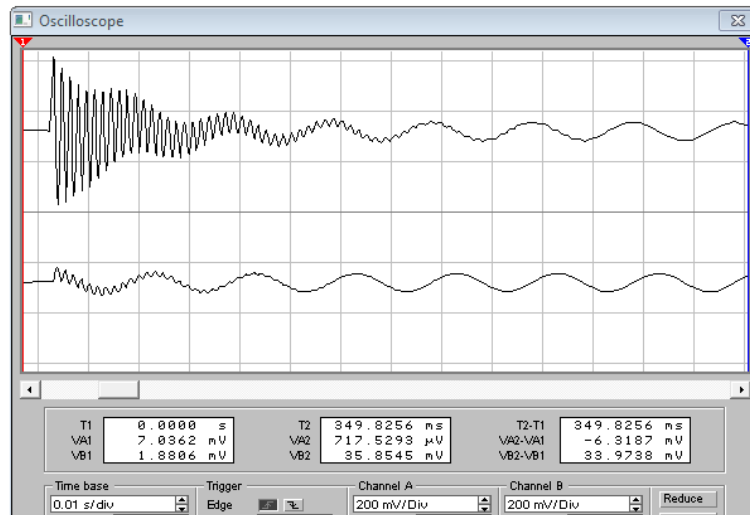 Oscilloscope
1
2
T1 0.0000 s T2 349.8256 ms T2-T1 349.8256 ms
VA1 7.0362 mV VA2 717.5293 µV VA2-VA1 -6.3187 mV
VB1 1.8806 mV VB2 35.8545 mV VB2-VB1 33.9738 mV
Time base Trigger Channel A Channel B Reduce
0.01 s/div Edge 200 mV/Div 200 mV/Div